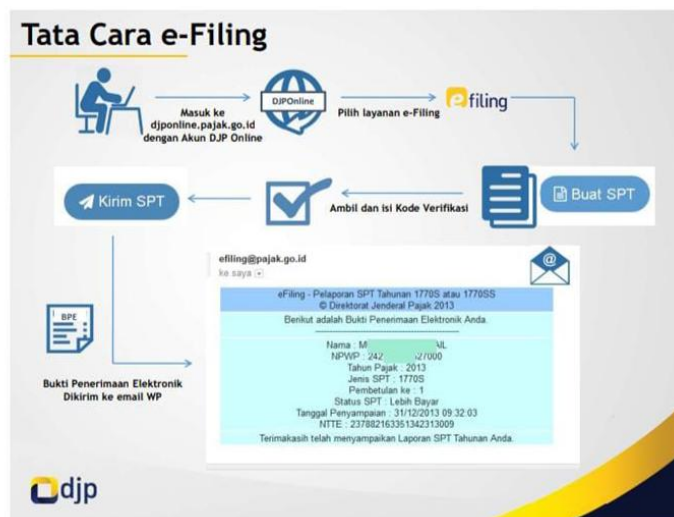 Tata Cara e-Filing
Masuk ke
djponline.pajak.go.id
dengan Akun DJP Online
DJPOnline
Pilih layanan e-Filing
efiling
Buat SPT
Ambil dan isi Kode Verifikasi
Kirim SPT
BPE
Bukti Penerimaan Elektronik
Dikirim ke email WP
efiling@pajak.go.id
ke saya
@
eFiling - Pelaporan SPT Tahunan 1770S atau 1770SS
© Direktorat Jenderal Pajak 2013
Berikut adalah Bukti Penerimaan Elektronik Anda.
Nama : M
NPWP : 242 27000
Tahun Pajak : 2013
Jenis SPT : 1770S
Pembetulan ke : 1
Status SPT : Lebih Bayar
Tanggal Penyampaian : 31/12/2013 09:32:03
NTTE : 237882163351342313009
Terimakasih telah menyampaikan Laporan SPT Tahunan Anda.
djp